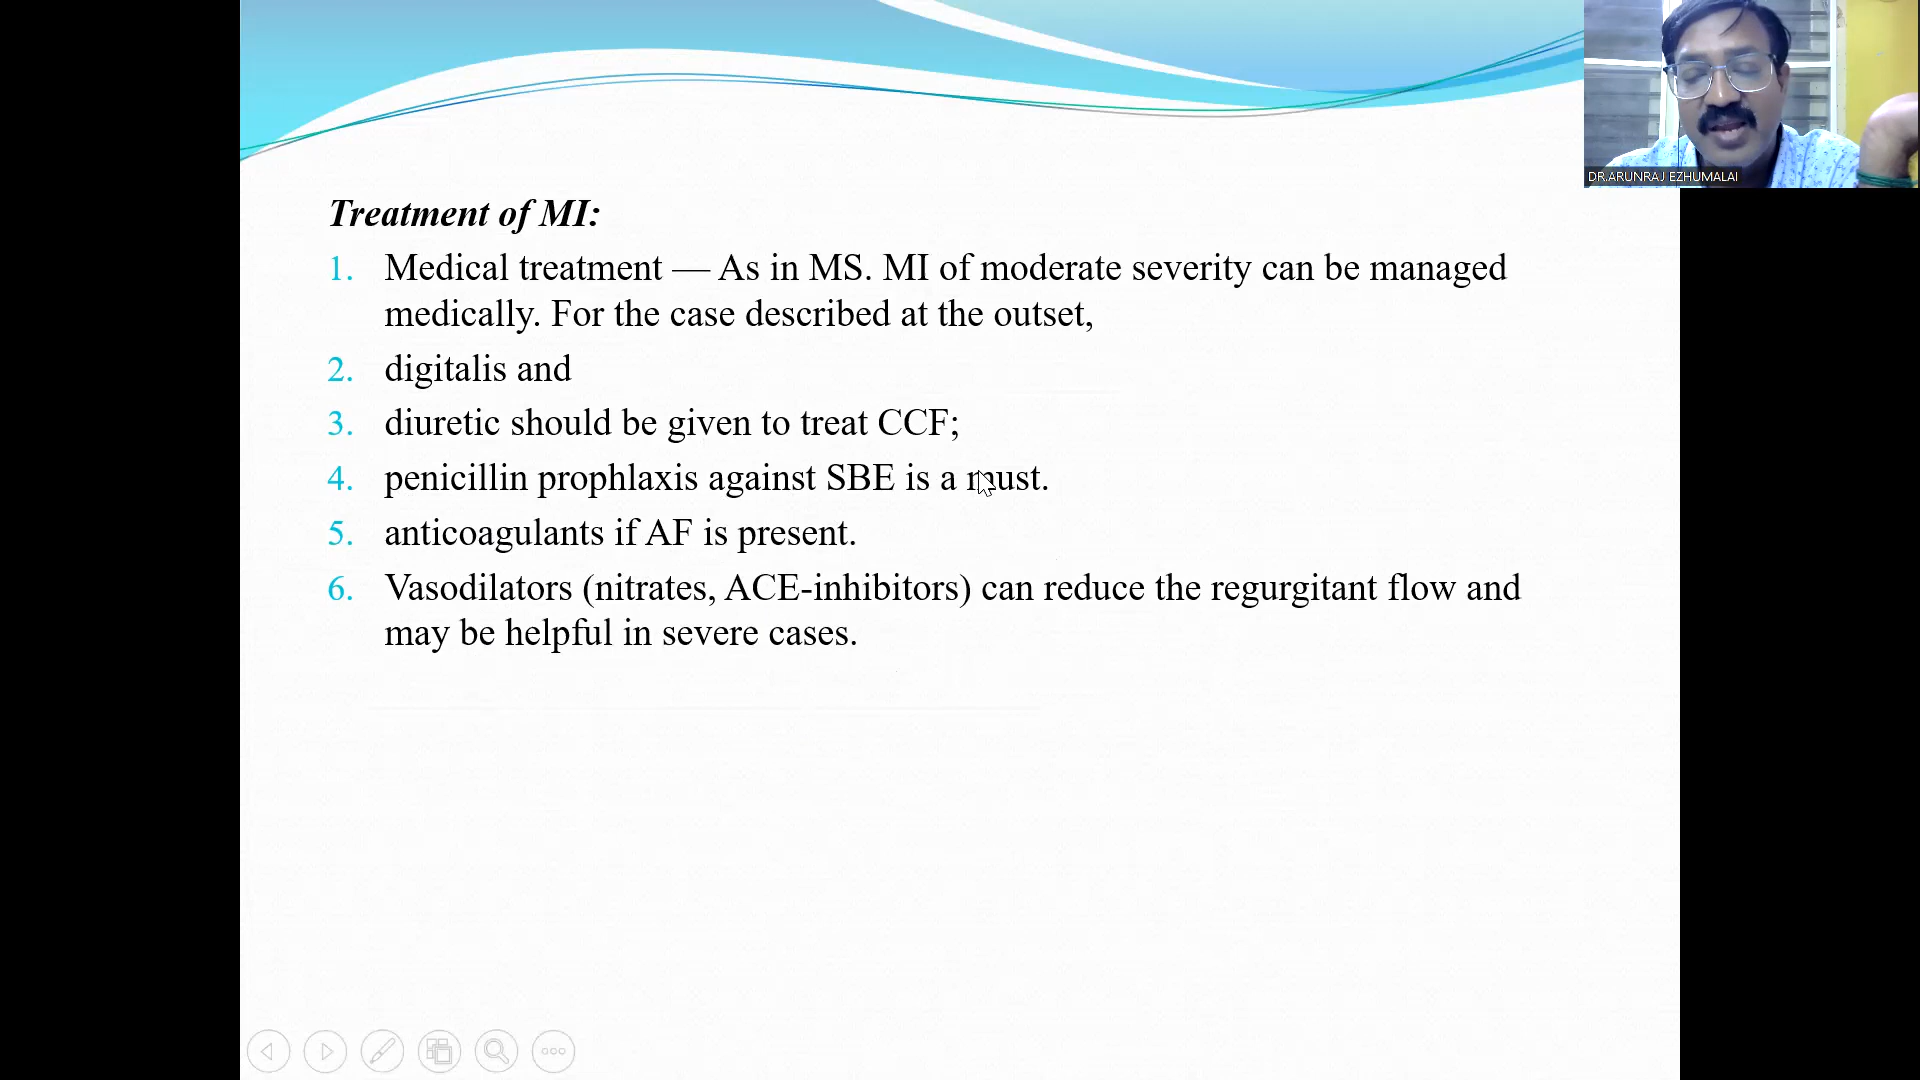 DR.ARUNRAJ EZHUMALAI
Treatment of MI:
1. Medical treatment — As in MS. MI of moderate severity can be managed
medically. For the case described at the outset,
2. digitalis and
3. diuretic should be given to treat CCF;
4. penicillin prophlaxis against SBE is a must.
5. anticoagulants if AF is present.
6. Vasodilators (nitrates, ACE-inhibitors) can reduce the regurgitant flow and
may be helpful in severe cases.